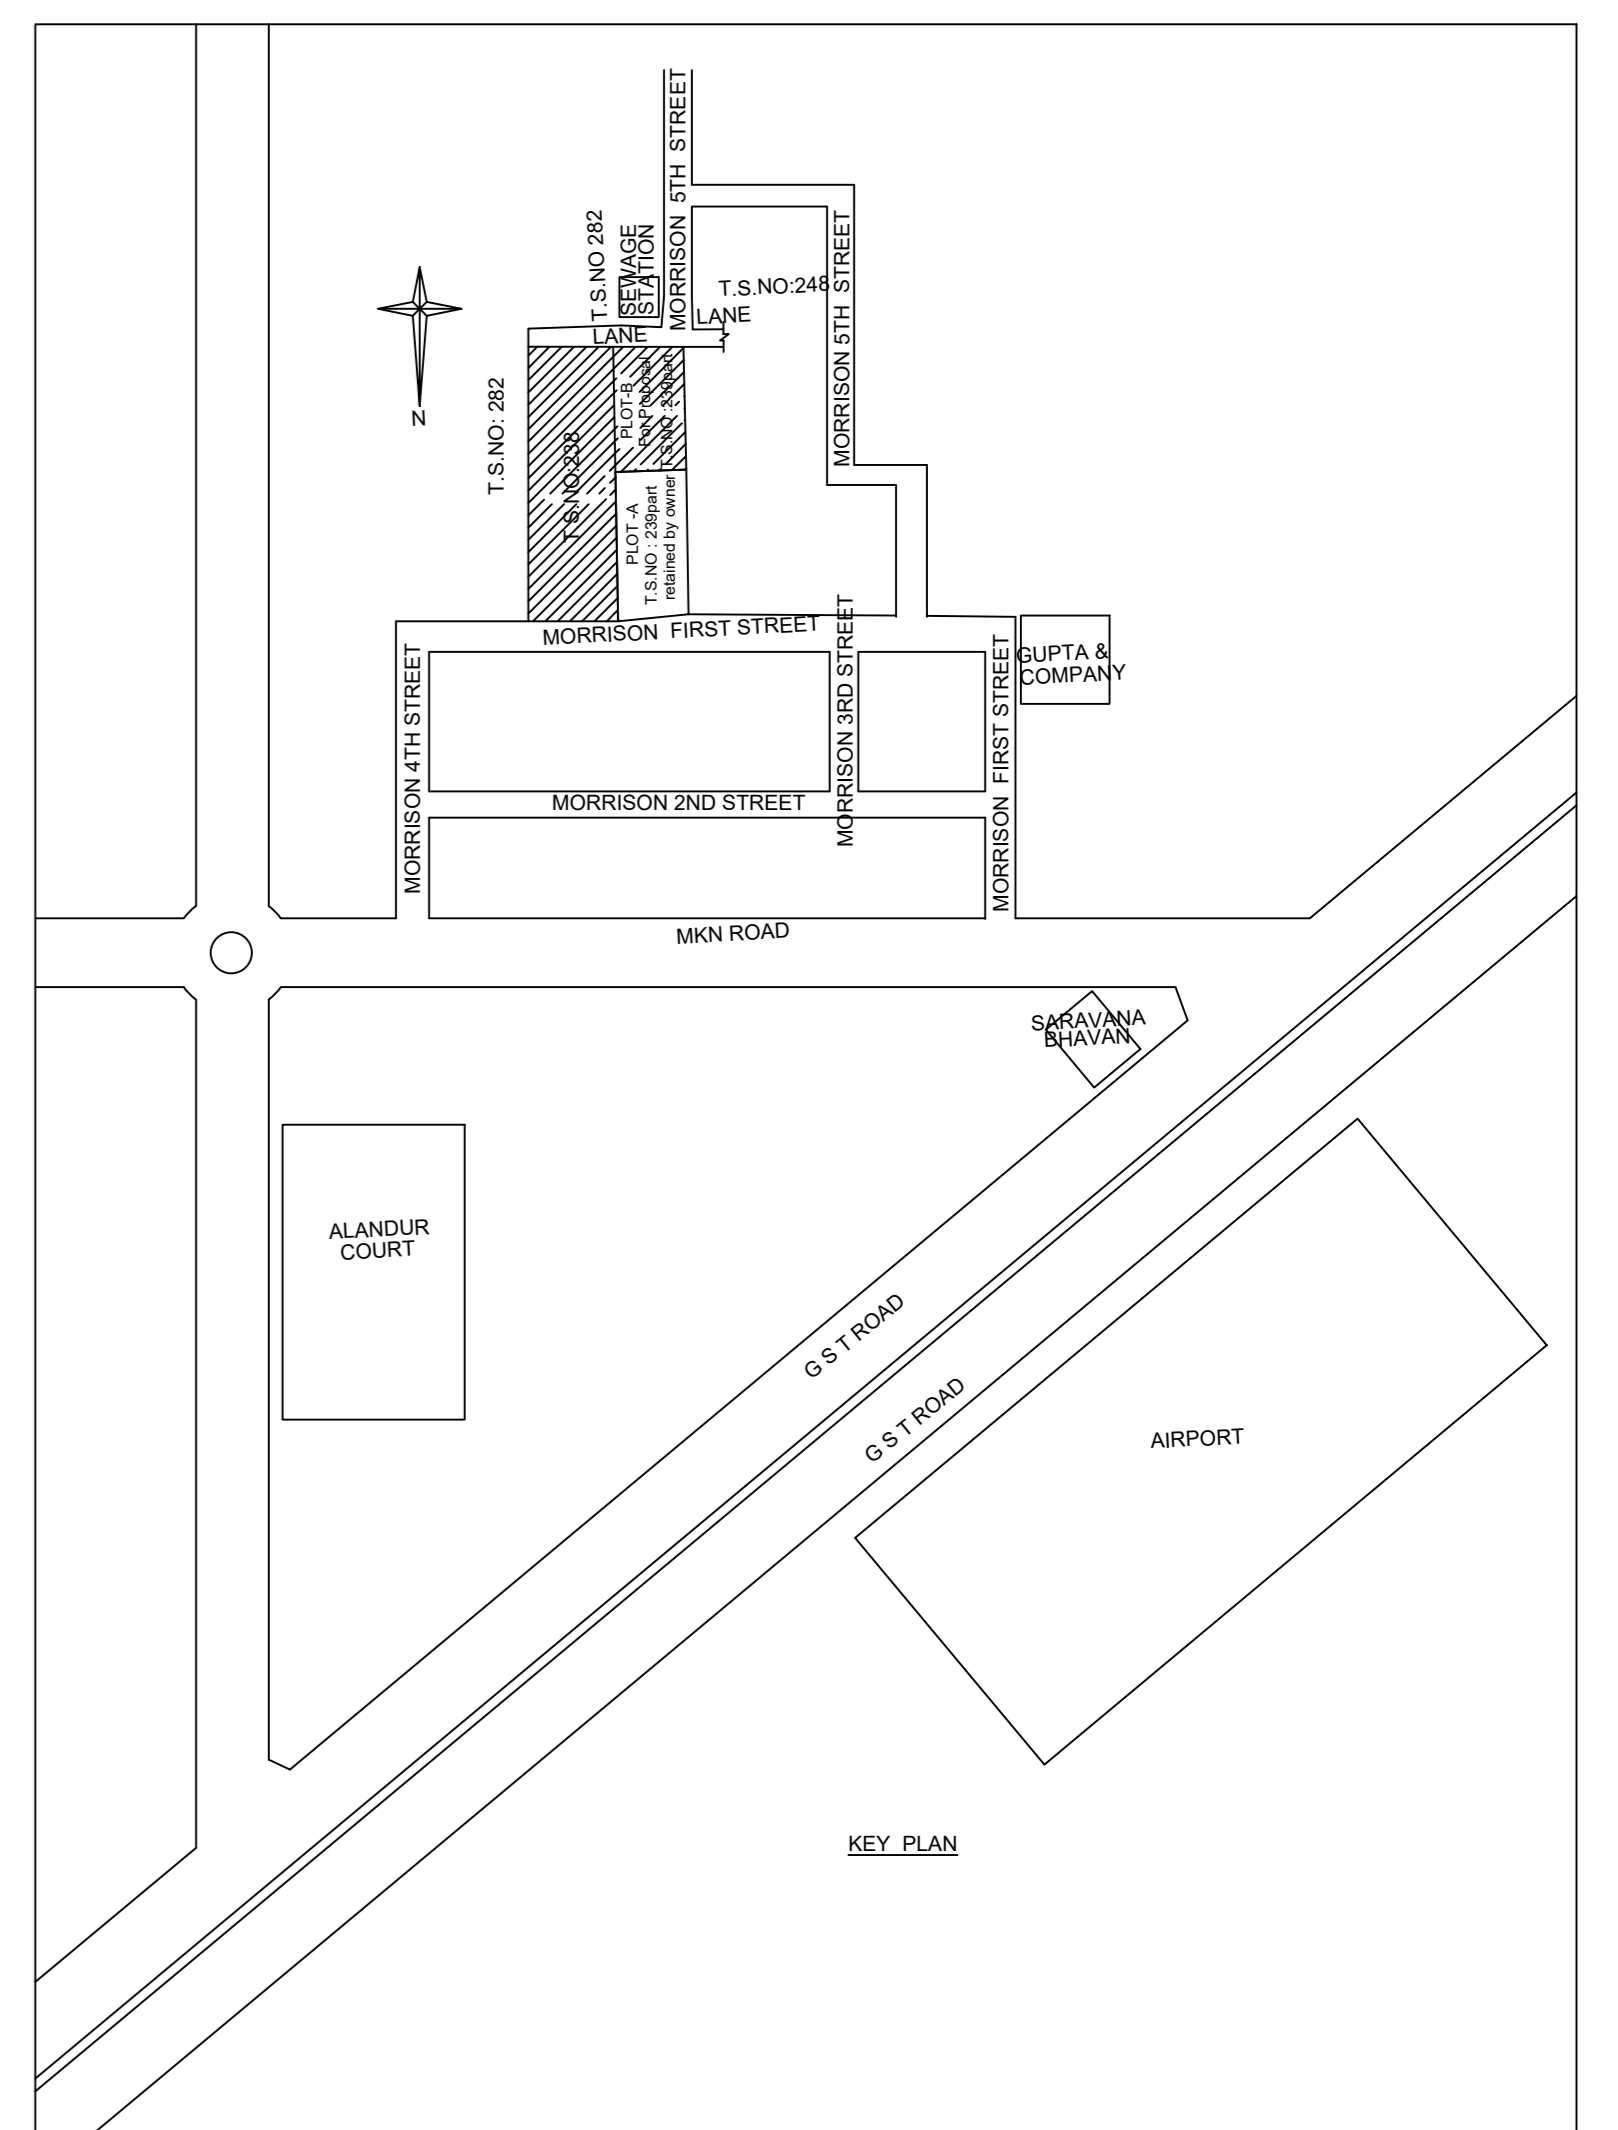 MORRISON 5TH STREET
T.S.NO 282
SEWAGE
STATION
MORRISON 5TH STREET
T.S.NO:248
LANE
LANE
N
T.S.NO: 282
T.S.NO:238
PLOT-B
For Proposal
T.S.NO :239part
PLOT -A
T.S.NO : 239part
retained by owner
MORRISON FIRST STREET
MORRISON 4TH STREET
MORRISON 3RD STREET
MORRISON FIRST STREET
GUPTA &
COMPANY
MORRISON 2ND STREET
MKN ROAD
SARAVANA
BHAVAN
ALANDUR
COURT
G S T ROAD
G S T ROAD
AIRPORT
KEY PLAN